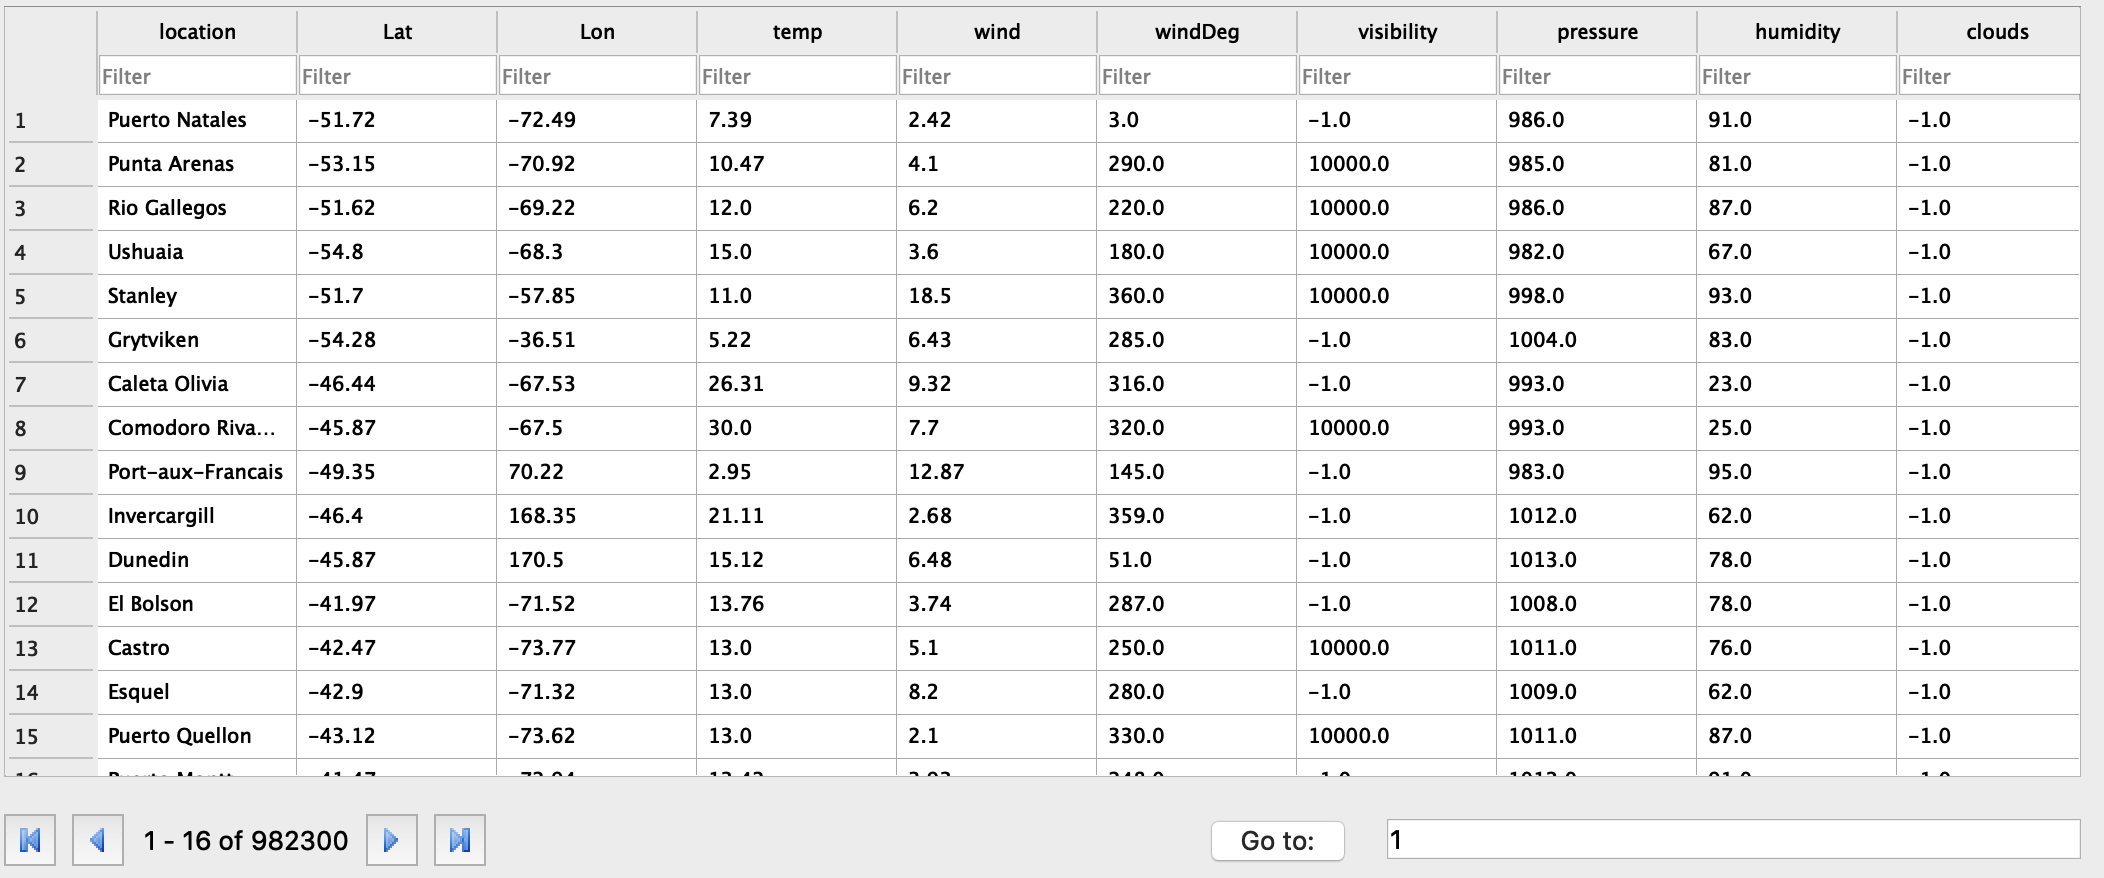 location Lat Lon temp wind windDeg visibility pressure humidity clouds
Filter Filter Filter Filter Filter Filter Filter Filter Filter Filter
1 Puerto Natales -51.72 -72.49 7.39 2.42 3.0 -1.0 986.0 91.0 -1.0
2 Punta Arenas -53.15 -70.92 10.47 4.1 290.0 10000.0 985.0 81.0 -1.0
3 Rio Gallegos -51.62 -69.22 12.0 6.2 220.0 10000.0 986.0 87.0 -1.0
4 Ushuaia -54.8 -68.3 15.0 3.6 180.0 10000.0 982.0 67.0 -1.0
5 Stanley -51.7 -57.85 11.0 18.5 360.0 10000.0 998.0 93.0 -1.0
6 Grytviken -54.28 -36.51 5.22 6.43 285.0 -1.0 1004.0 83.0 -1.0
7 Caleta Olivia -46.44 -67.53 26.31 9.32 316.0 -1.0 993.0 23.0 -1.0
8 Comodoro Riva... -45.87 -67.5 30.0 7.7 320.0 10000.0 993.0 25.0 -1.0
9 Port-aux-Francais -49.35 70.22 2.95 12.87 145.0 -1.0 983.0 95.0 -1.0
10 Invercargill -46.4 168.35 21.11 2.68 359.0 -1.0 1012.0 62.0 -1.0
11 Dunedin -45.87 170.5 15.12 6.48 51.0 -1.0 1013.0 78.0 -1.0
12 El Bolson -41.97 -71.52 13.76 3.74 287.0 -1.0 1008.0 78.0 -1.0
13 Castro -42.47 -73.77 13.0 5.1 250.0 10000.0 1011.0 76.0 -1.0
14 Esquel -42.9 -71.32 13.0 8.2 280.0 -1.0 1009.0 62.0 -1.0
15 Puerto Quellon -43.12 -73.62 13.0 2.1 330.0 10000.0 1011.0 87.0 -1.0
1 - 16 of 982300 Go to: 1